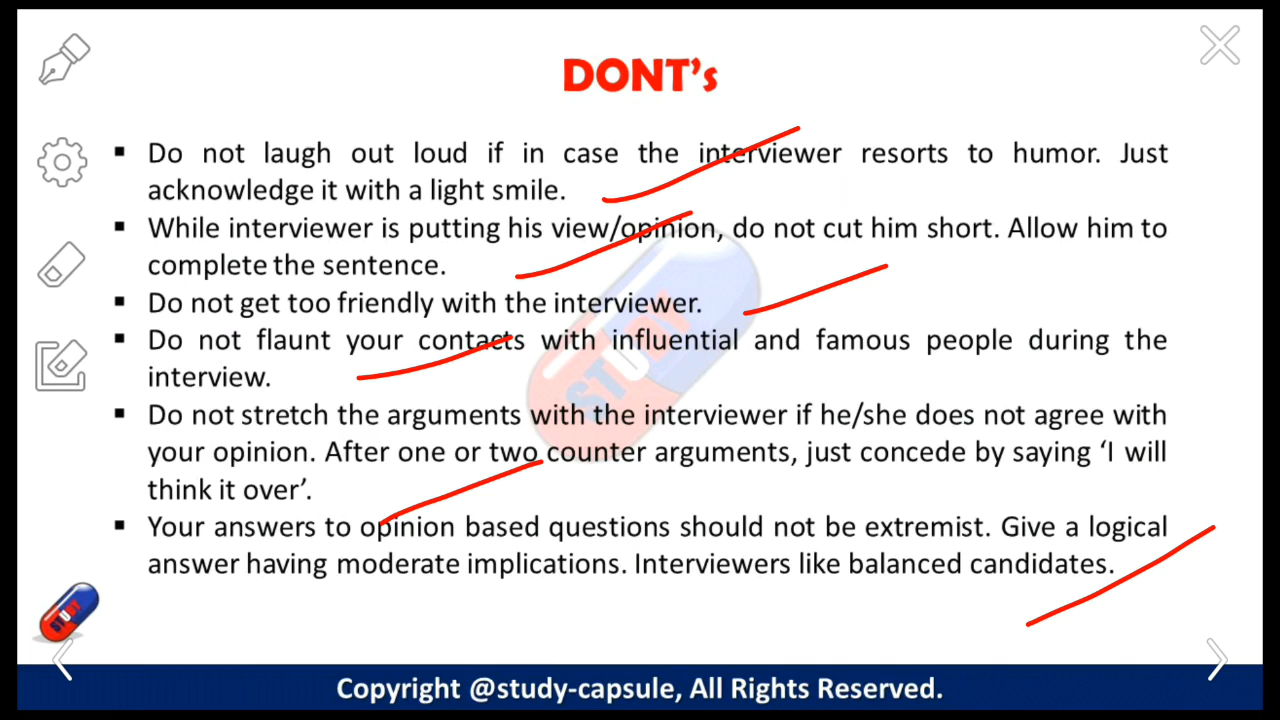 DONT's
▪ Do not laugh out loud if in case the interviewer resorts to humor. Just
acknowledge it with a light smile.
▪ While interviewer is putting his view/opinion, do not cut him short. Allow him to
complete the sentence.
▪ Do not get too friendly with the interviewer.
▪ Do not flaunt your contacts with influential and famous people during the
interview.
▪ Do not stretch the arguments with the interviewer if he/she does not agree with
your opinion. After one or two counter arguments, just concede by saying ‘I will
think it over’.
▪ Your answers to opinion based questions should not be extremist. Give a logical
answer having moderate implications. Interviewers like balanced candidates.
STUDY
STUDY
Copyright @study-capsule, All Rights Reserved.